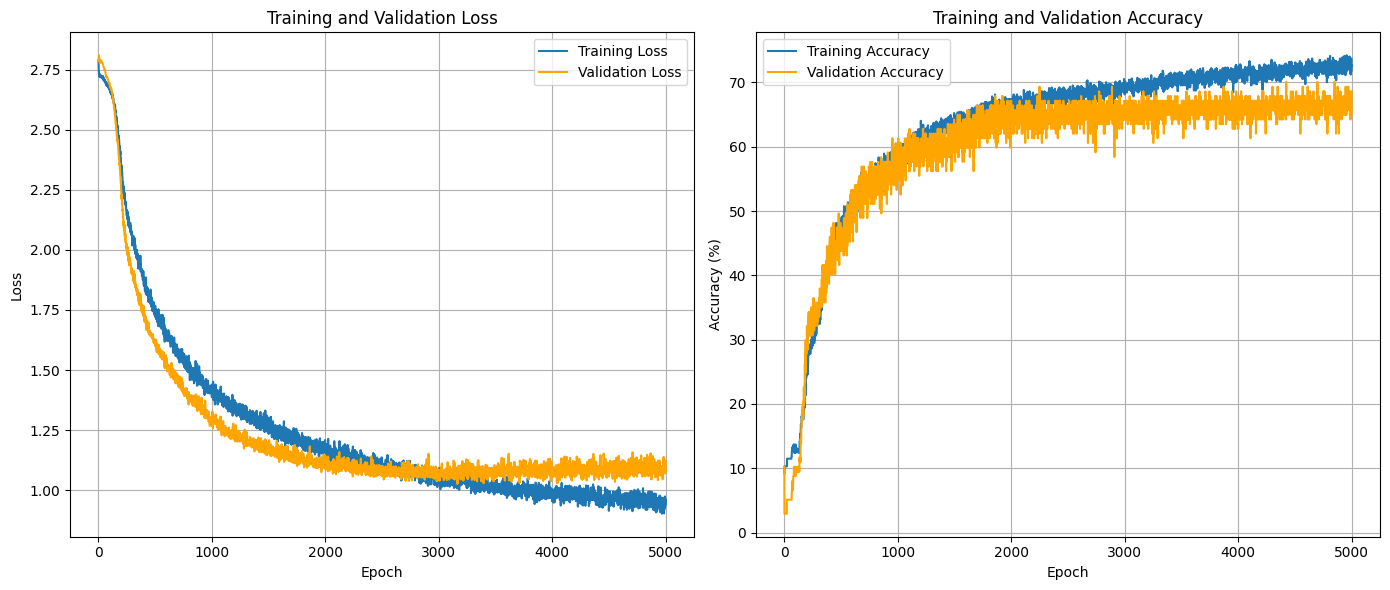 Training and Validation Loss
Training Loss
Validation Loss
2.75
2.50
2.25
2.00
1.75
1.50
1.25
1.00
Loss
0 1000 2000 3000 4000 5000
Epoch
Training and Validation Accuracy
Training Accuracy
Validation Accuracy
70
60
50
40
30
20
10
0
Accuracy (%)
0 1000 2000 3000 4000 5000
Epoch